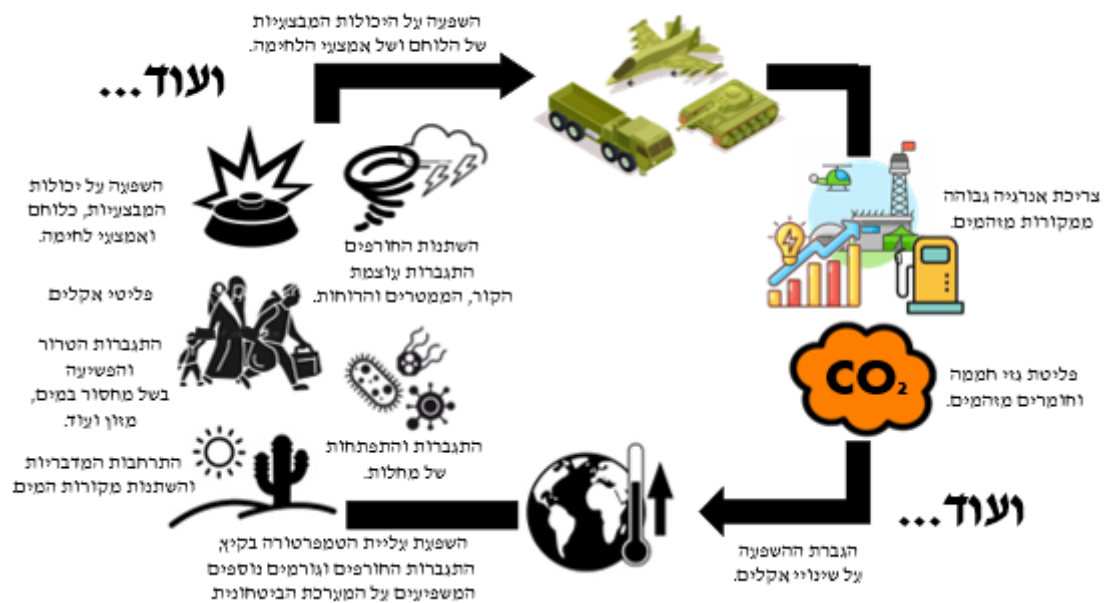 השפעה על היכולות המבצעיות
של הלוחם ושל אמצעי הלחימה.
צריכת אנרגיה גבוהה
ממקורות מזהמים.
CO₂
פליטת גזי חממה
וחומרים מזהמים.
ועוד...
הגברת ההשפעה
על שינויי אקלים.
השפעת עליית הטמפרטורה בקיץ,
התגברות החורפים וגורמים נוספים
המשפיעים על המערכת הביטחונית.
התרחבות המדבריות
והשתנות מקורות המים.
התגברות והתפתחות
של מחלות.
פליטי אקלים
התגברות הטרור
והפשיעה
בשל מחסור במים,
מזון ועוד.
השתנות החורפים
התגברות עוצמת
הקור, הממטרים והרוחות.
השפעה על יכולות
המבצעיות, כלוחם
ואמצעי לחימה.
ועוד...